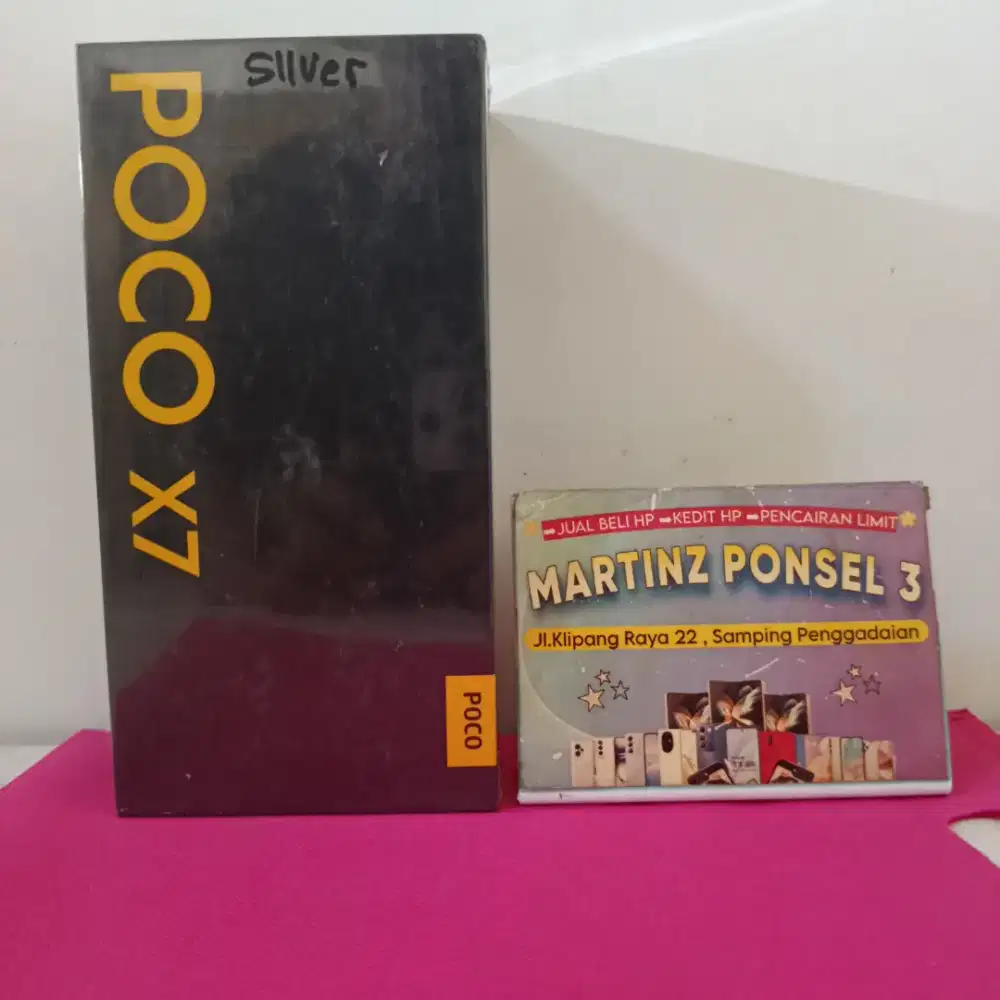 Silver
POCO X7
POCO
➡JUAL BELI HP ➡KEDIT HP ➡PENCAIRAN LIMIT
MARTINZ PONSEL 3
Jl.Klipang Raya 22 , Samping Penggadaian